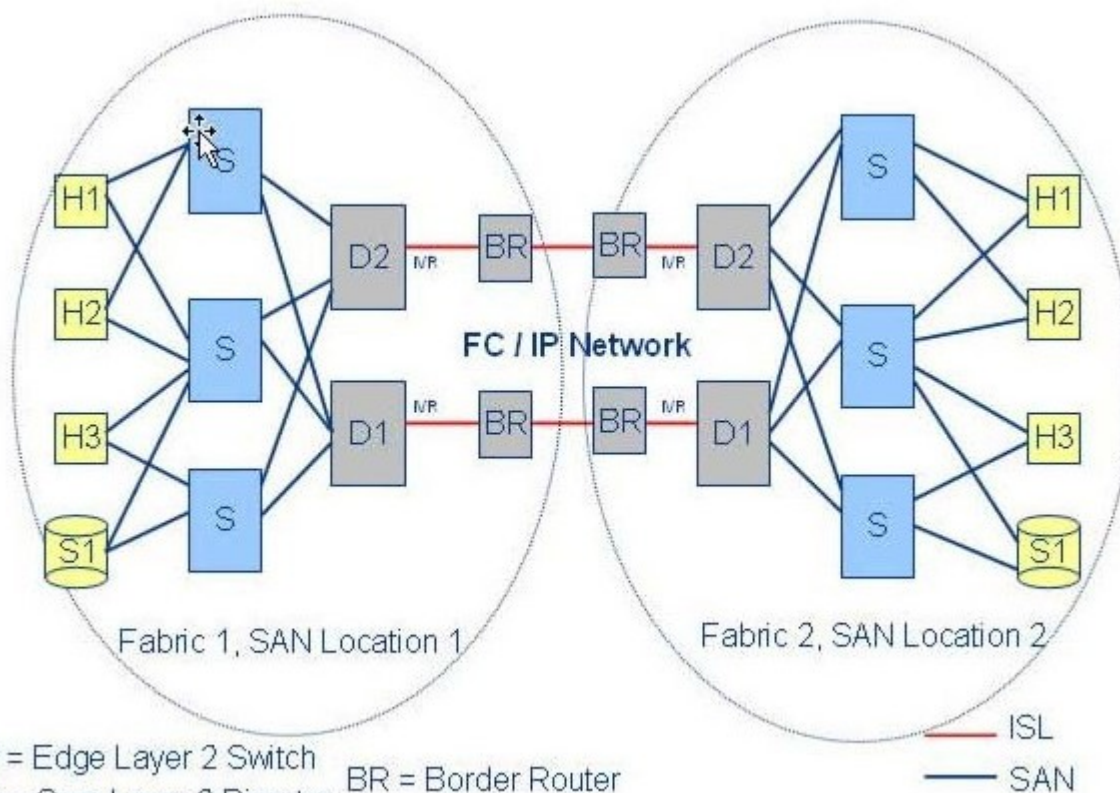 S
S
H1
H1
D2
BR
BR
D2
IVR
IVR
H2
S
FC / IP Network
S
H2
IVR
IVR
H3
D1
BR
BR
D1
H3
S
S
S1
S1
Fabric 1, SAN Location 1
Fabric 2, SAN Location 2
ISL
= Edge Layer 2 Switch
BR = Border Router
SAN